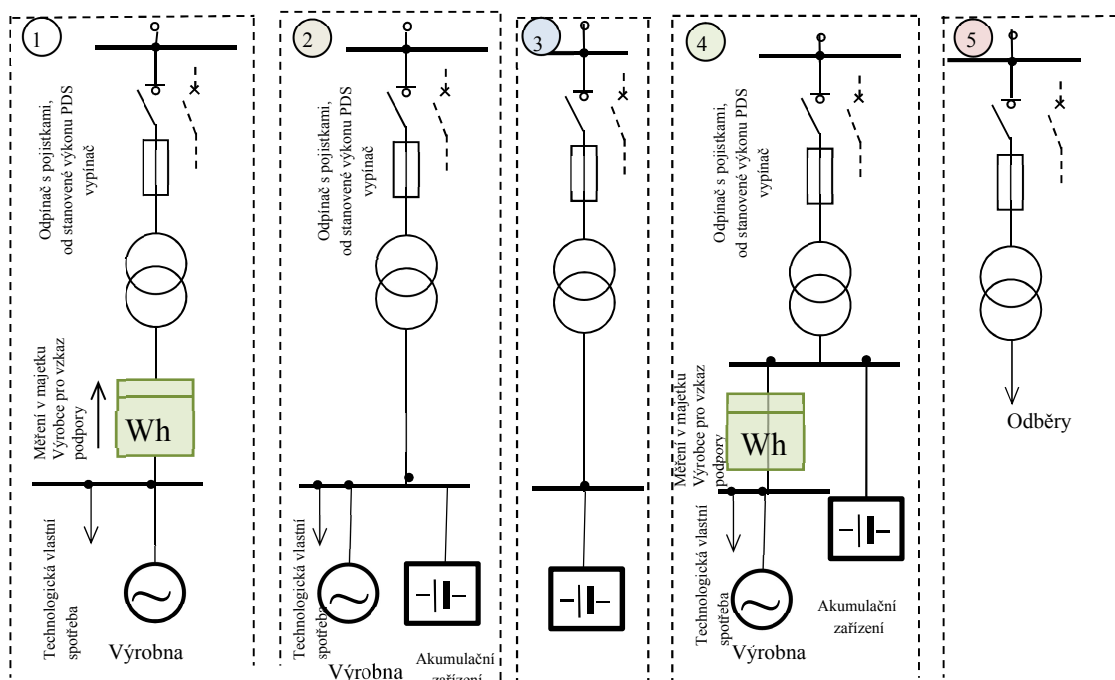 1
Odpínač s pojistkami,
od stanovené výkonu PDS
vypínač
Měření v majetku
Výrobce pro vzkaz
podpory
Wh
Technologická vlastní
spotřeba
Výrobna
2
Odpínač s pojistkami,
od stanovené výkonu PDS
vypínač
Technologická vlastní
spotřeba
Výrobna
Akumulační
zařízení
3
4
Odpínač s pojistkami,
od stanovené výkonu PDS
vypínač
Měření v majetku
Výrobce pro vzkaz
podpory
Wh
Technologická vlastní
spotřeba
Výrobna
Akumulační
zařízení
5
Odběry